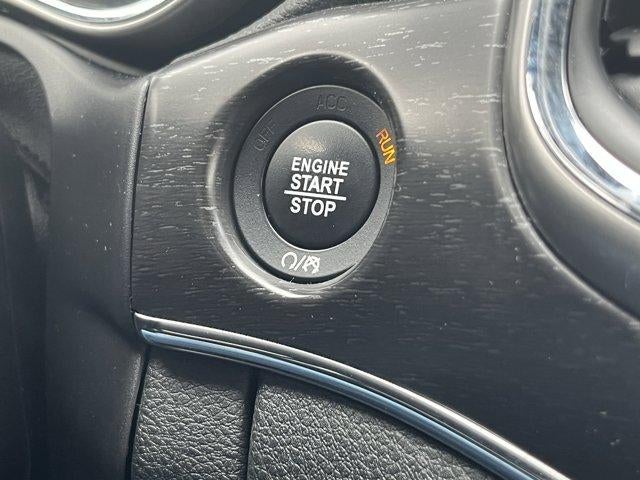 OFF ACC RUN
ENGINE
START
STOP